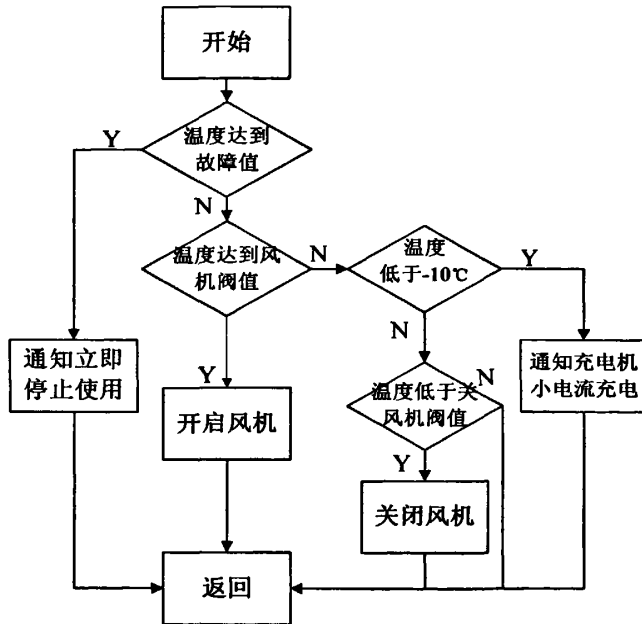 开始
Y
温度达到
故障值
N
温度达到风
机阀值
N
温度
低于-10℃
Y
N
通知立即
停止使用
Y
开启风机
温度低于关
风机阀值
N
通知充电机
小电流充电
Y
关闭风机
返回